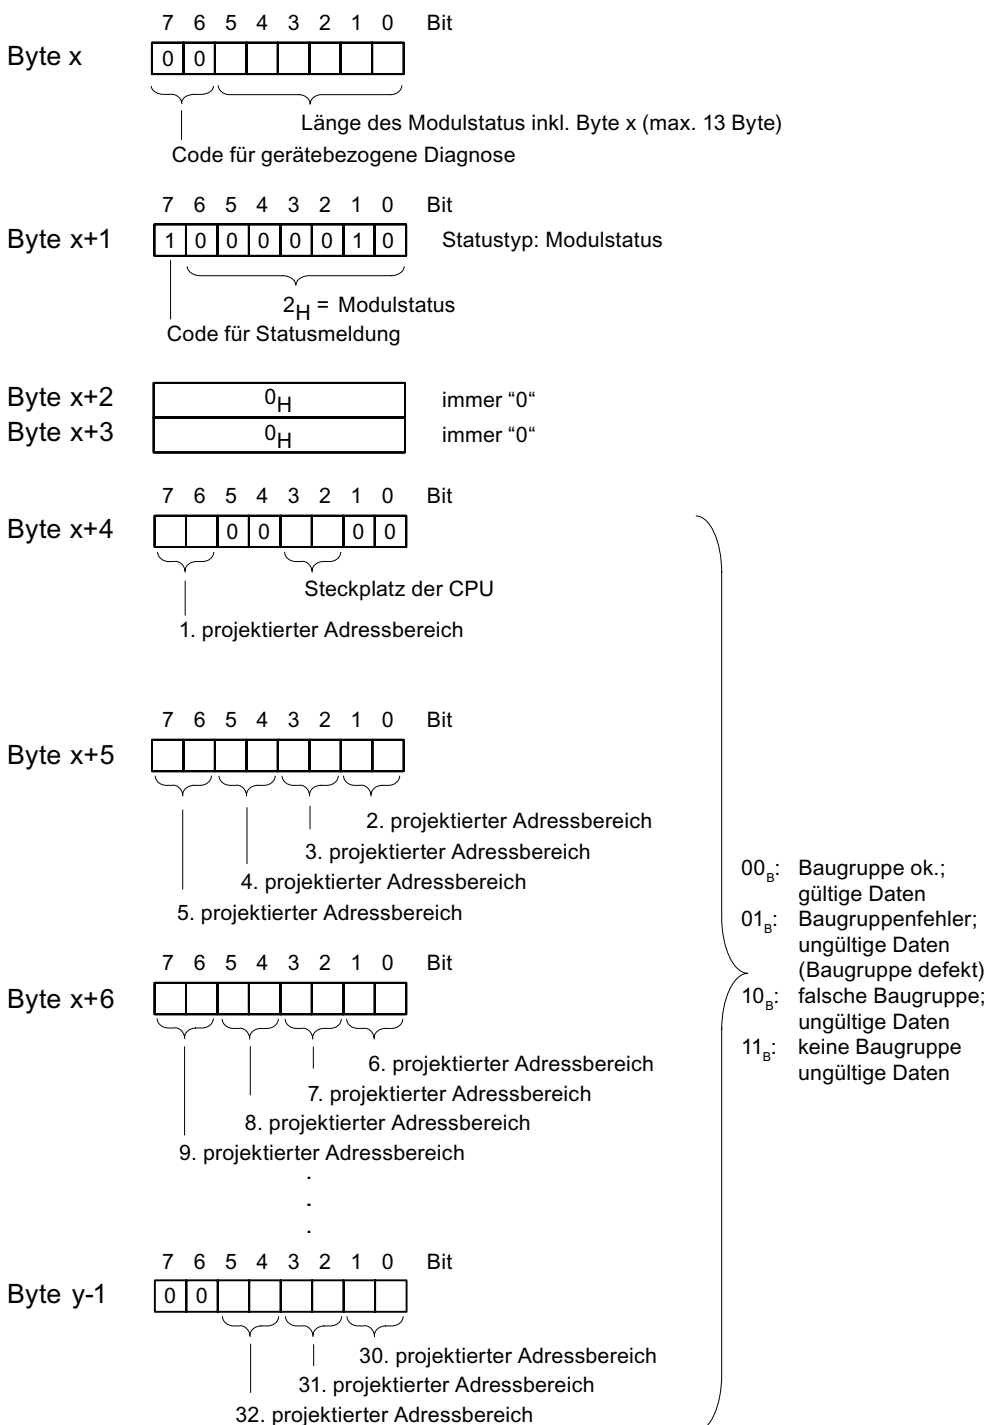 7 6 5 4 3 2 1 0 Bit
Byte x 0 0
Länge des Modulstatus inkl. Byte x (max. 13 Byte)
Code für gerätebezogene Diagnose
7 6 5 4 3 2 1 0 Bit
Byte x+1 1 0 0 0 0 0 1 0 Statustyp: Modulstatus
2H = Modulstatus
Code für Statusmeldung
Byte x+2 0H immer “0“
Byte x+3 0H immer “0“
7 6 5 4 3 2 1 0 Bit
Byte x+4 0 0 0 0
Steckplatz der CPU
1. projektierter Adressbereich
7 6 5 4 3 2 1 0 Bit
Byte x+5
2. projektierter Adressbereich
3. projektierter Adressbereich
4. projektierter Adressbereich
5. projektierter Adressbereich
7 6 5 4 3 2 1 0 Bit
Byte x+6
6. projektierter Adressbereich
7. projektierter Adressbereich
8. projektierter Adressbereich
9. projektierter Adressbereich
.
.
.
7 6 5 4 3 2 1 0 Bit
Byte y-1 0 0
30. projektierter Adressbereich
31. projektierter Adressbereich
32. projektierter Adressbereich
00B: Baugruppe ok.;
gültige Daten
01B: Baugruppenfehler;
ungültige Daten
(Baugruppe defekt)
10B: falsche Baugruppe;
ungültige Daten
11B: keine Baugruppe
ungültige Daten